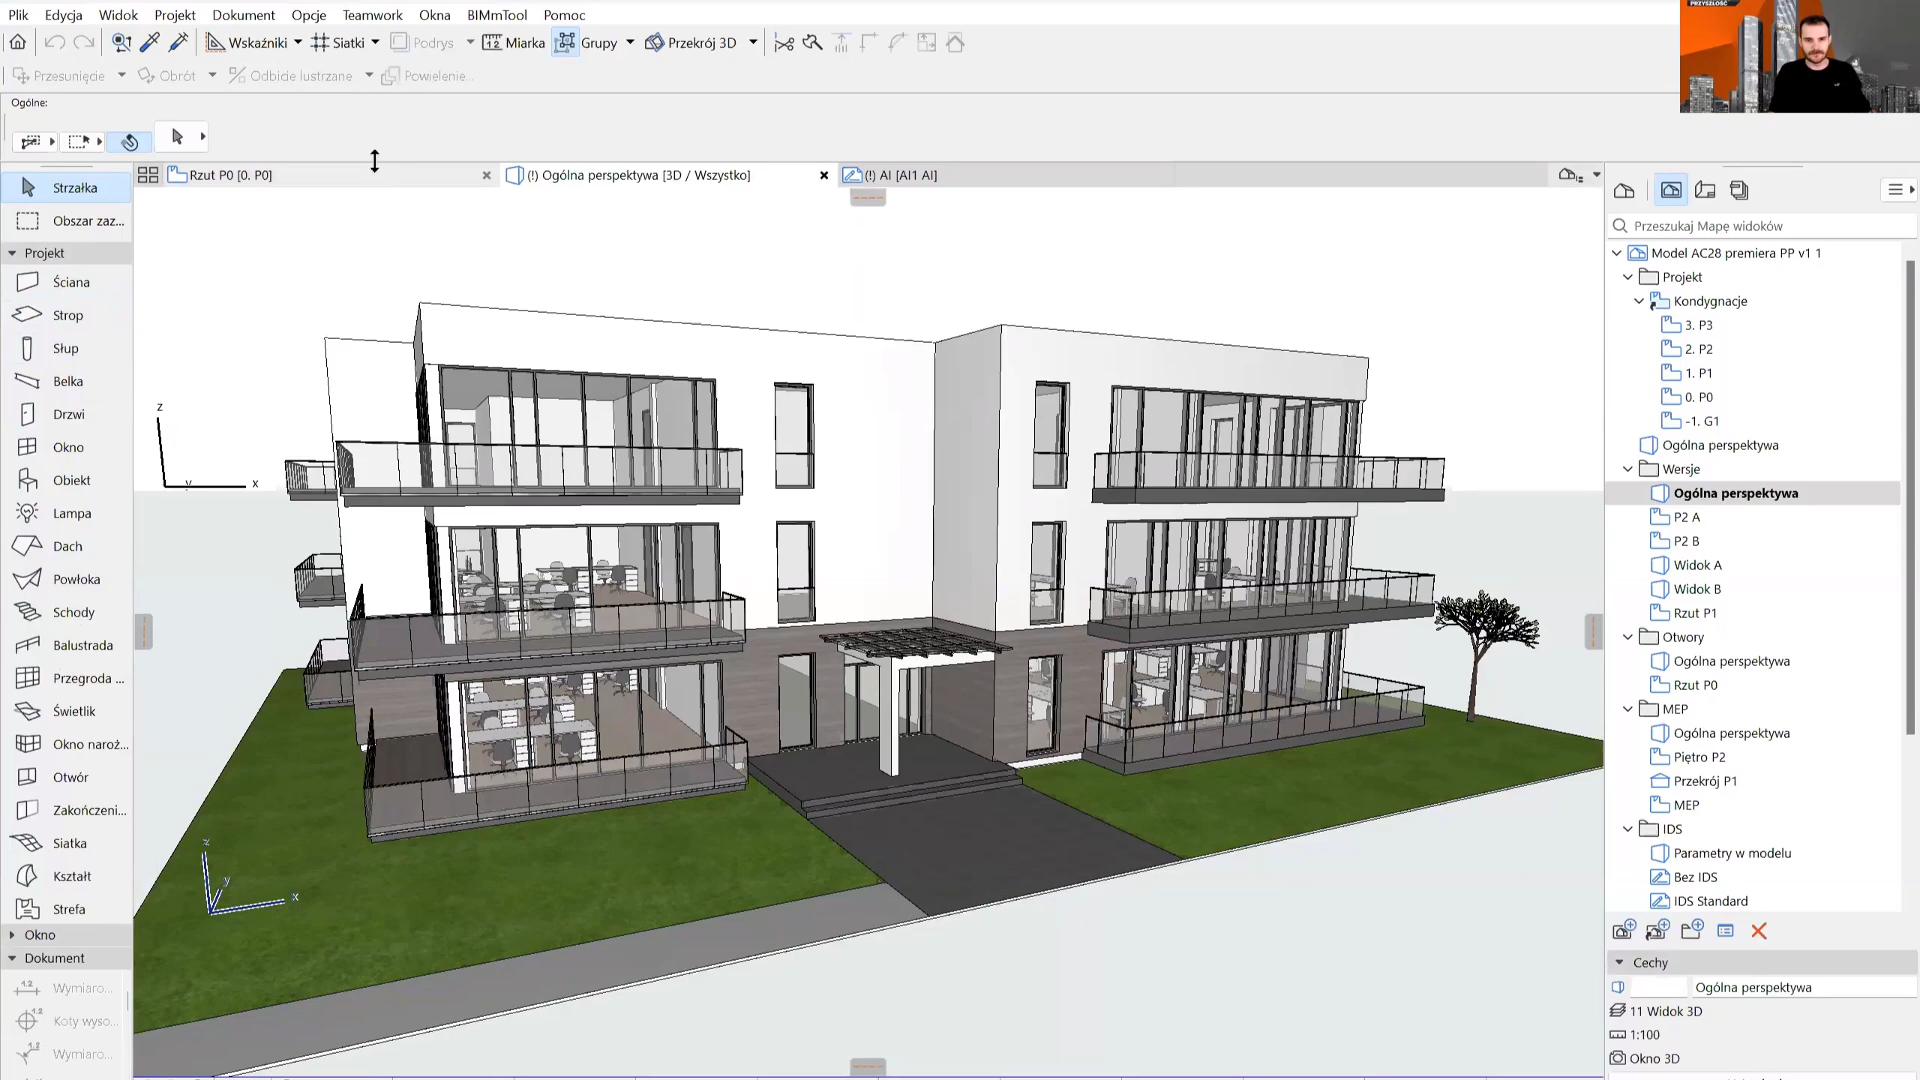 Plik Edycja Widok Projekt Dokument Opcje Teamwork Okna BIMmTool Pomoc
PRZYSZŁOŚĆ
Wskaźniki Siatki Podrys Miarka Grupy Przekrój 3D
Przesunięcie Obrót Odbicie lustrzane Powielenie...
Ogólne:
Rzut P0 [0. P0]
(!) Ogólna perspektywa [3D / Wszystko]
(!) AI [AI1 AI]
Strzałka
Obszar zaz...
Projekt
Ściana
Strop
Słup
Belka
Drzwi
Okno
Obiekt
Lampa
Dach
Powłoka
Schody
Balustrada
Przegroda ...
Świetlik
Okno naroż...
Otwór
Zakończeni...
Siatka
Kształt
Strefa
Okno
Dokument
Wymiaro...
Koty wyso...
Wymiaro...
z
y
x
z
y
x
Przeszukaj Mapę widoków
Model AC28 premiera PP v1 1
Projekt
Kondygnacje
3. P3
2. P2
1. P1
0. P0
-1. G1
Ogólna perspektywa
Wersje
Ogólna perspektywa
P2 A
P2 B
Widok A
Widok B
Rzut P1
Otwory
Ogólna perspektywa
Rzut P0
MEP
Ogólna perspektywa
Piętro P2
Przekrój P1
MEP
IDS
Parametry w modelu
Bez IDS
IDS Standard
Cechy
Ogólna perspektywa
11 Widok 3D
1:100
Okno 3D